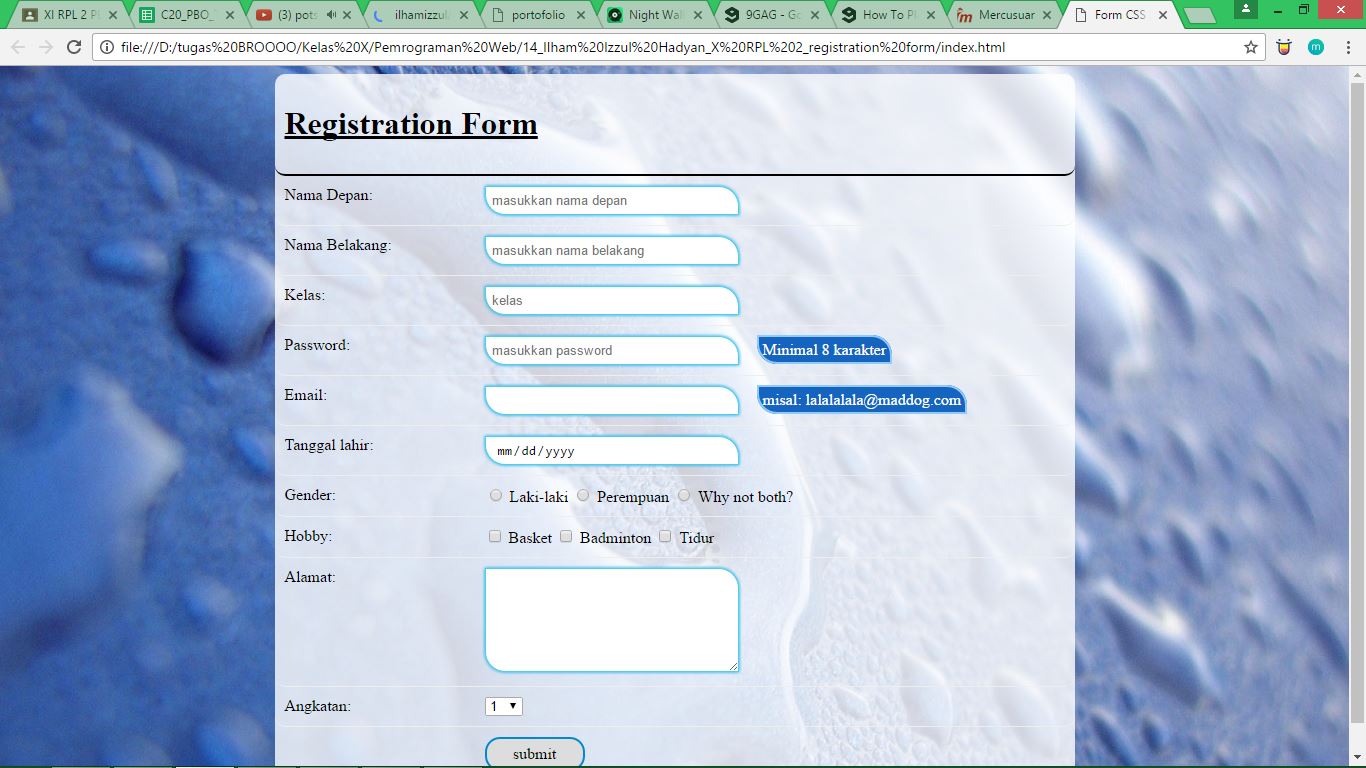 XI RPL 2 P
C20_PBO_
(3) pots
ilhamizzul
portofolio
Night Wal
9GAG - Go
How To Pl
Mercusuar
Form CSS
file:///D:/tugas%20BROOOO/Kelas%20X/Pemrograman%20Web/14_Ilham%20Izzul%20Hadyan_X%20RPL%202_registration%20form/index.html
m
Registration Form
Nama Depan: masukkan nama depan
Nama Belakang: masukkan nama belakang
Kelas: kelas
Password: masukkan password Minimal 8 karakter
Email: misal: lalalalala@maddog.com
Tanggal lahir: mm/dd/yyyy
Gender: Laki-laki Perempuan Why not both?
Hobby: Basket Badminton Tidur
Alamat:
Angkatan: 1
submit